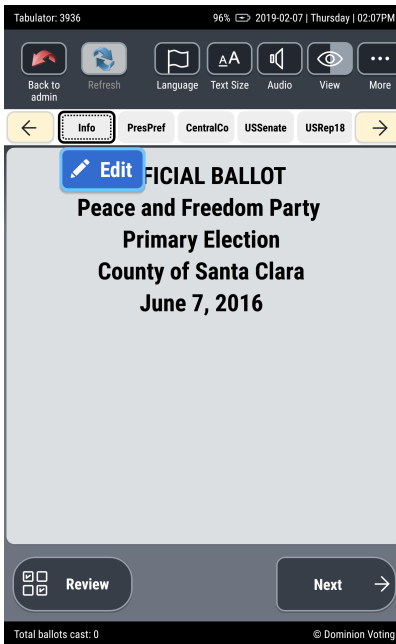 Tabulator: 3936 96% 2019-02-07 | Thursday | 02:07PM
Back to admin
Refresh
Language
Text Size
Audio
View
More
Info PresPref CentralCo USSenate USRep18
Edit
FICIAL BALLOT
Peace and Freedom Party
Primary Election
County of Santa Clara
June 7, 2016
Review
Next
Total ballots cast: 0 © Dominion Voting